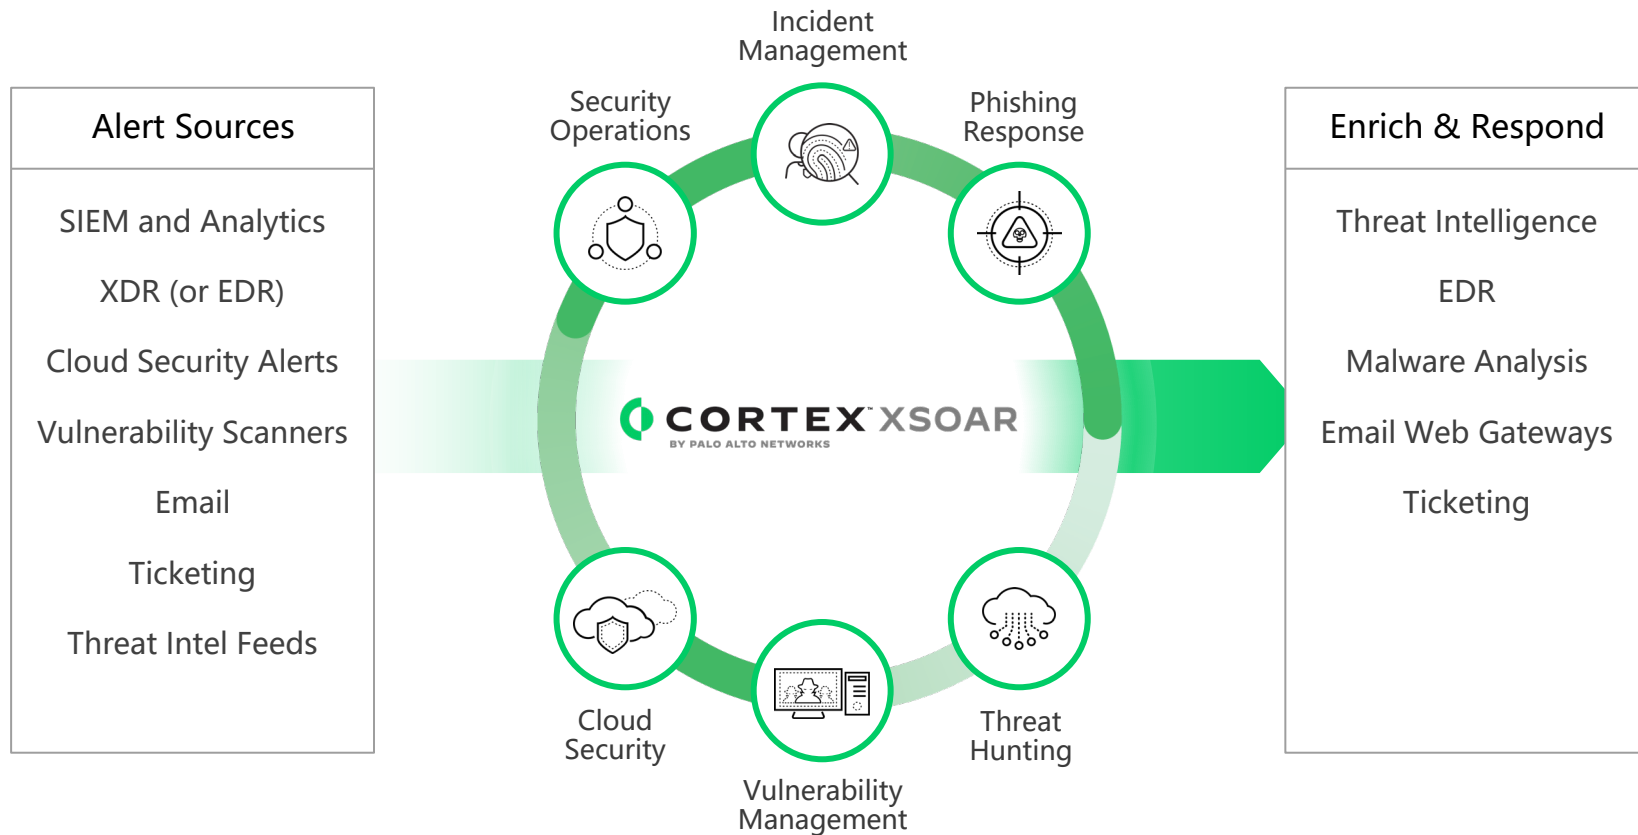 Alert Sources
SIEM and Analytics
XDR (or EDR)
Cloud Security Alerts
Vulnerability Scanners
Email
Ticketing
Threat Intel Feeds
Incident
Management
Security
Operations
Phishing
Response
CORTEX™ XSOAR
BY PALO ALTO NETWORKS
Cloud
Security
Threat
Hunting
Vulnerability
Management
Enrich & Respond
Threat Intelligence
EDR
Malware Analysis
Email Web Gateways
Ticketing